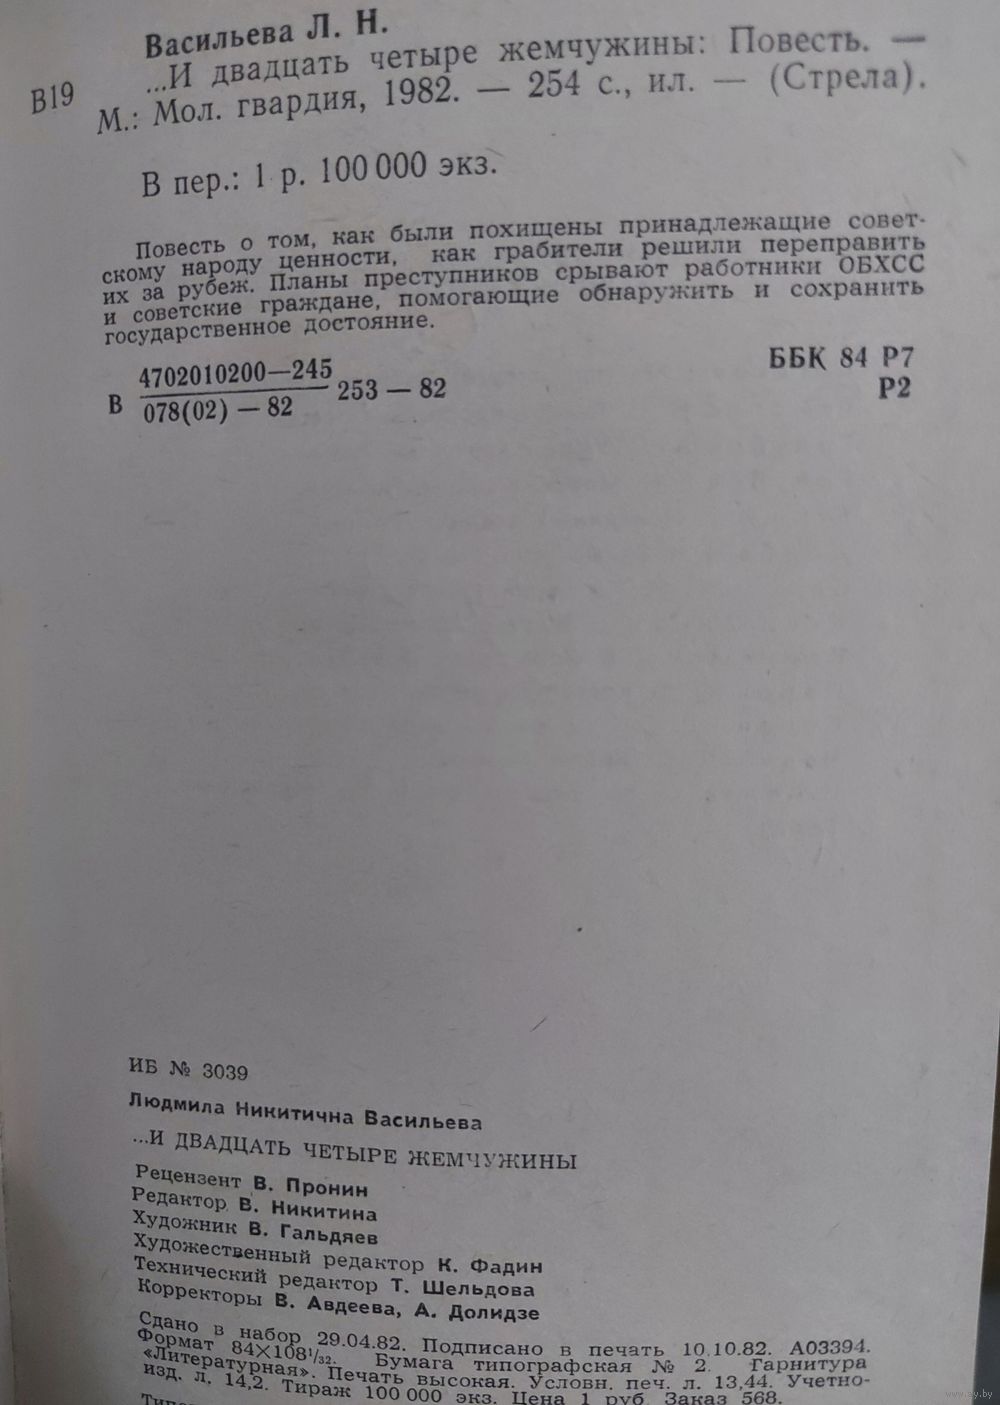 Васильева Л. Н.
В19
...И двадцать четыре жемчужины: Повесть. —
М.: Мол. гвардия, 1982. — 254 с., ил. — (Стрела).
В пер.: 1 р. 100 000 экз.
Повесть о том, как были похищены принадлежащие совет-
скому народу ценности, как грабители решили переправить
их за рубеж. Планы преступников срывают работники ОБХСС
и советские граждане, помогающие обнаружить и сохранить
государственное достояние.
В 4702010200—245
078(02) — 82 253 — 82
ББК 84 Р7
Р2
ИБ № 3039
Людмила Никитична Васильева
...И ДВАДЦАТЬ ЧЕТЫРЕ ЖЕМЧУЖИНЫ
Рецензент В. Пронин
Редактор В. Никитина
Художник В. Гальдяев
Художественный редактор К. Фадин
Технический редактор Т. Шельдова
Корректоры В. Авдеева, А. Долидзе
Сдано в набор 29.04.82. Подписано в печать 10.10.82. А03394.
Формат 84×108¹/₃₂. Бумага типографская № 2. Гарнитура
«Литературная». Печать высокая. Условн. печ. л. 13,44. Учетно-
изд. л. 14,2. Тираж 100 000 экз. Цена 1 руб. Заказ 568.